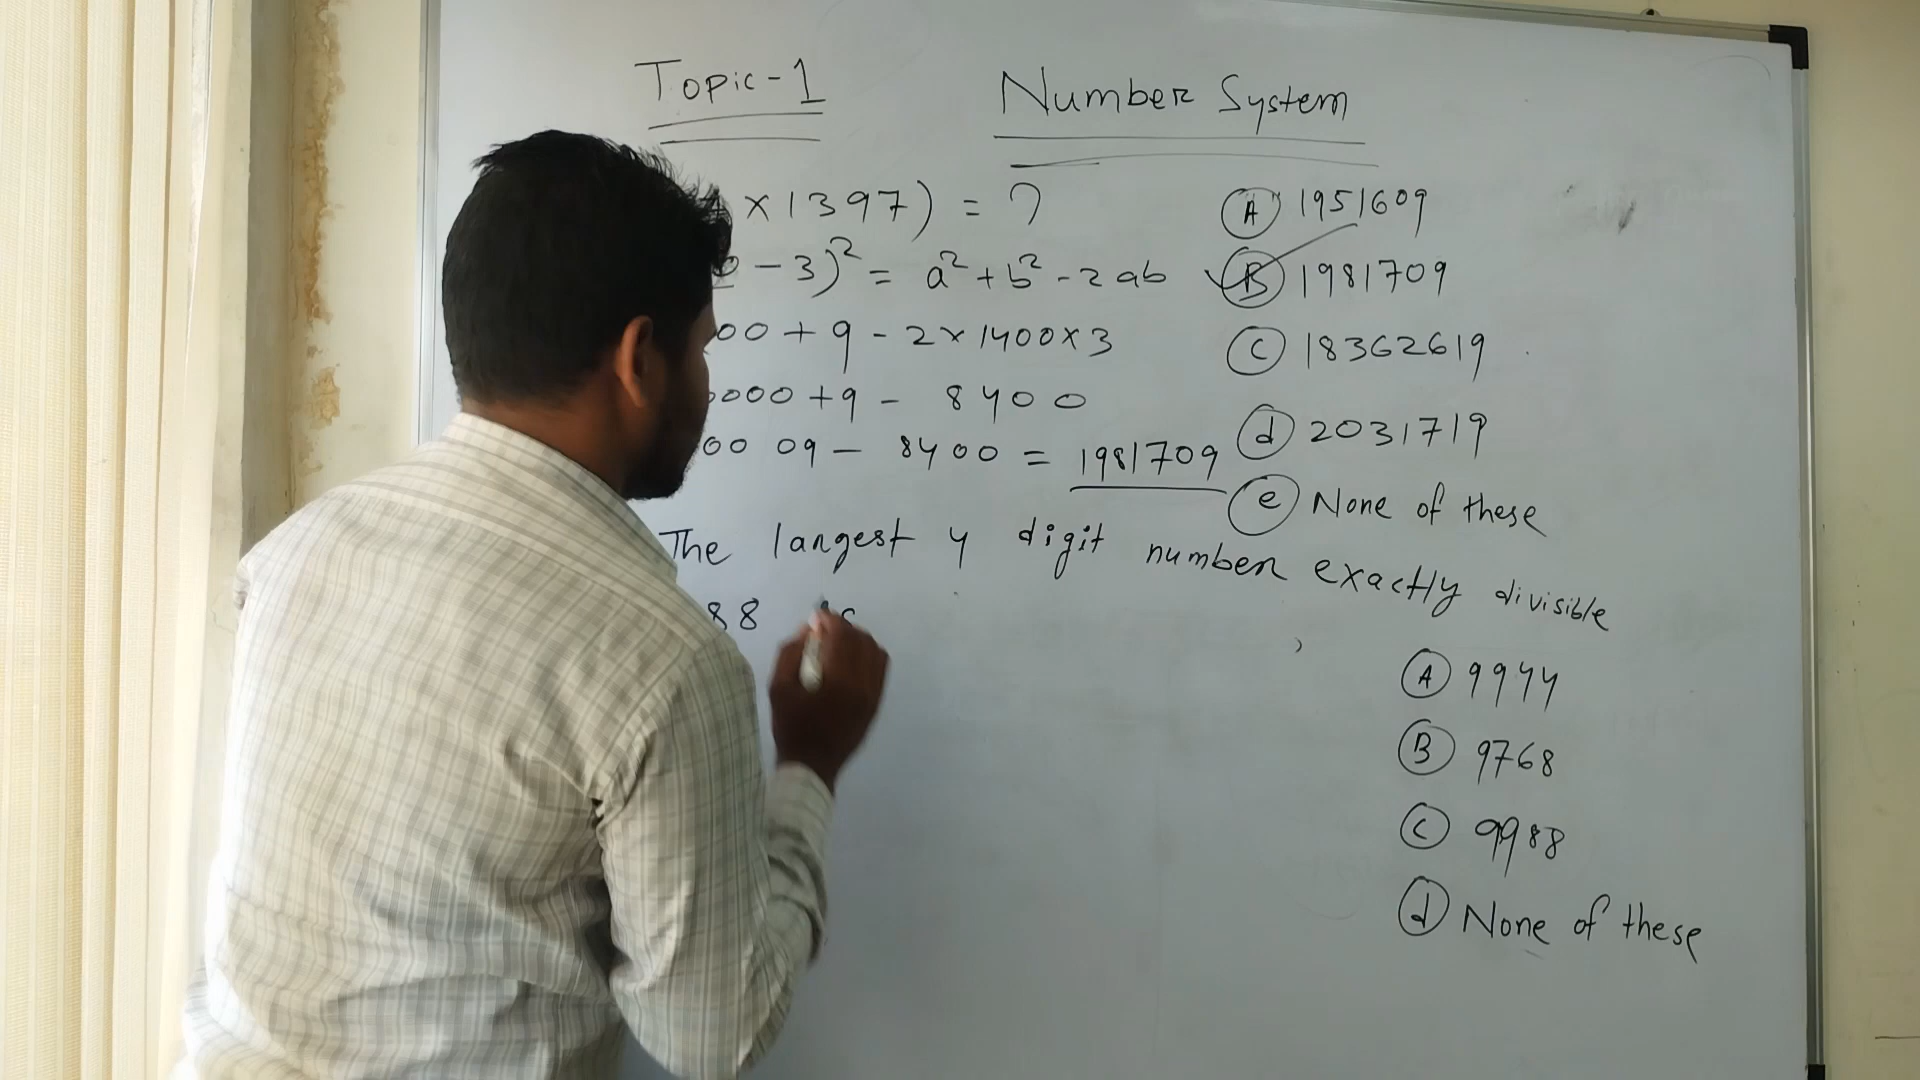 Topic-1 Number System
× 1397) = ? (A) 1951609
- 3)² = a² + b² - 2ab (B) 1981709
00 + 9 - 2 × 1400 × 3 (C) 18362619
000 + 9 - 8400 (d) 2031719
00 09 - 8400 = 1981709 (e) None of these
The largest 4 digit number exactly divisible
88 is
(A) 9944
(B) 9768
(C) 9988
(d) None of these